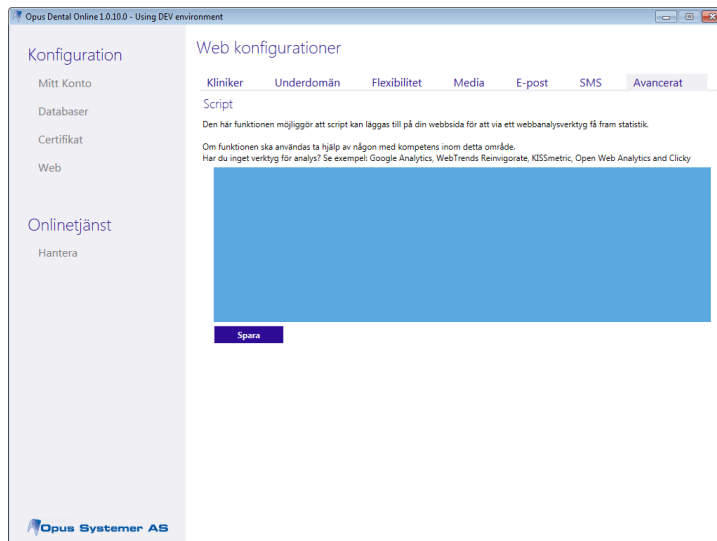 Opus Dental Online 1.0.10.0 - Using DEV environment
Konfiguration
Mitt Konto
Databaser
Certifikat
Web
Onlinetjänst
Hantera
Opus Systemer AS
Web konfigurationer
Kliniker Underdomän Flexibilitet Media E-post SMS Avancerat
Script
Den här funktionen möjliggör att script kan läggas till på din webbsida för att via ett webbanalysverktyg få fram statistik.
Om funktionen ska användas ta hjälp av någon med kompetens inom detta område.
Har du inget verktyg för analys? Se exempel: Google Analytics, WebTrends Reinvigorate, KISSmetric, Open Web Analytics and Clicky
Spara